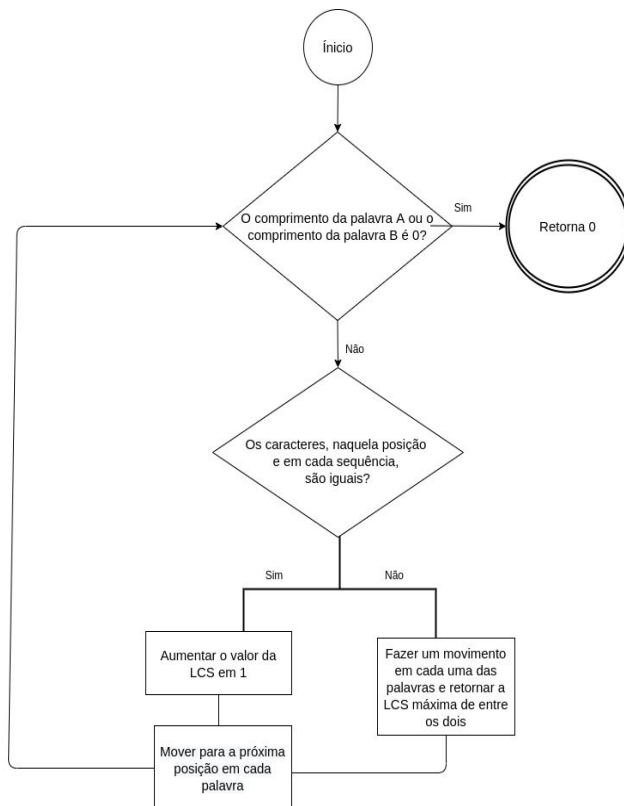 Ínicio
O comprimento da palavra A ou o
comprimento da palavra B é 0?
Sim
Retorna 0
Não
Os caracteres, naquela posição
e em cada sequência,
são iguais?
Sim
Não
Aumentar o valor da
LCS em 1
Fazer um movimento
em cada uma das
palavras e retornar a
LCS máxima de entre
os dois
Mover para a próxima
posição em cada
palavra